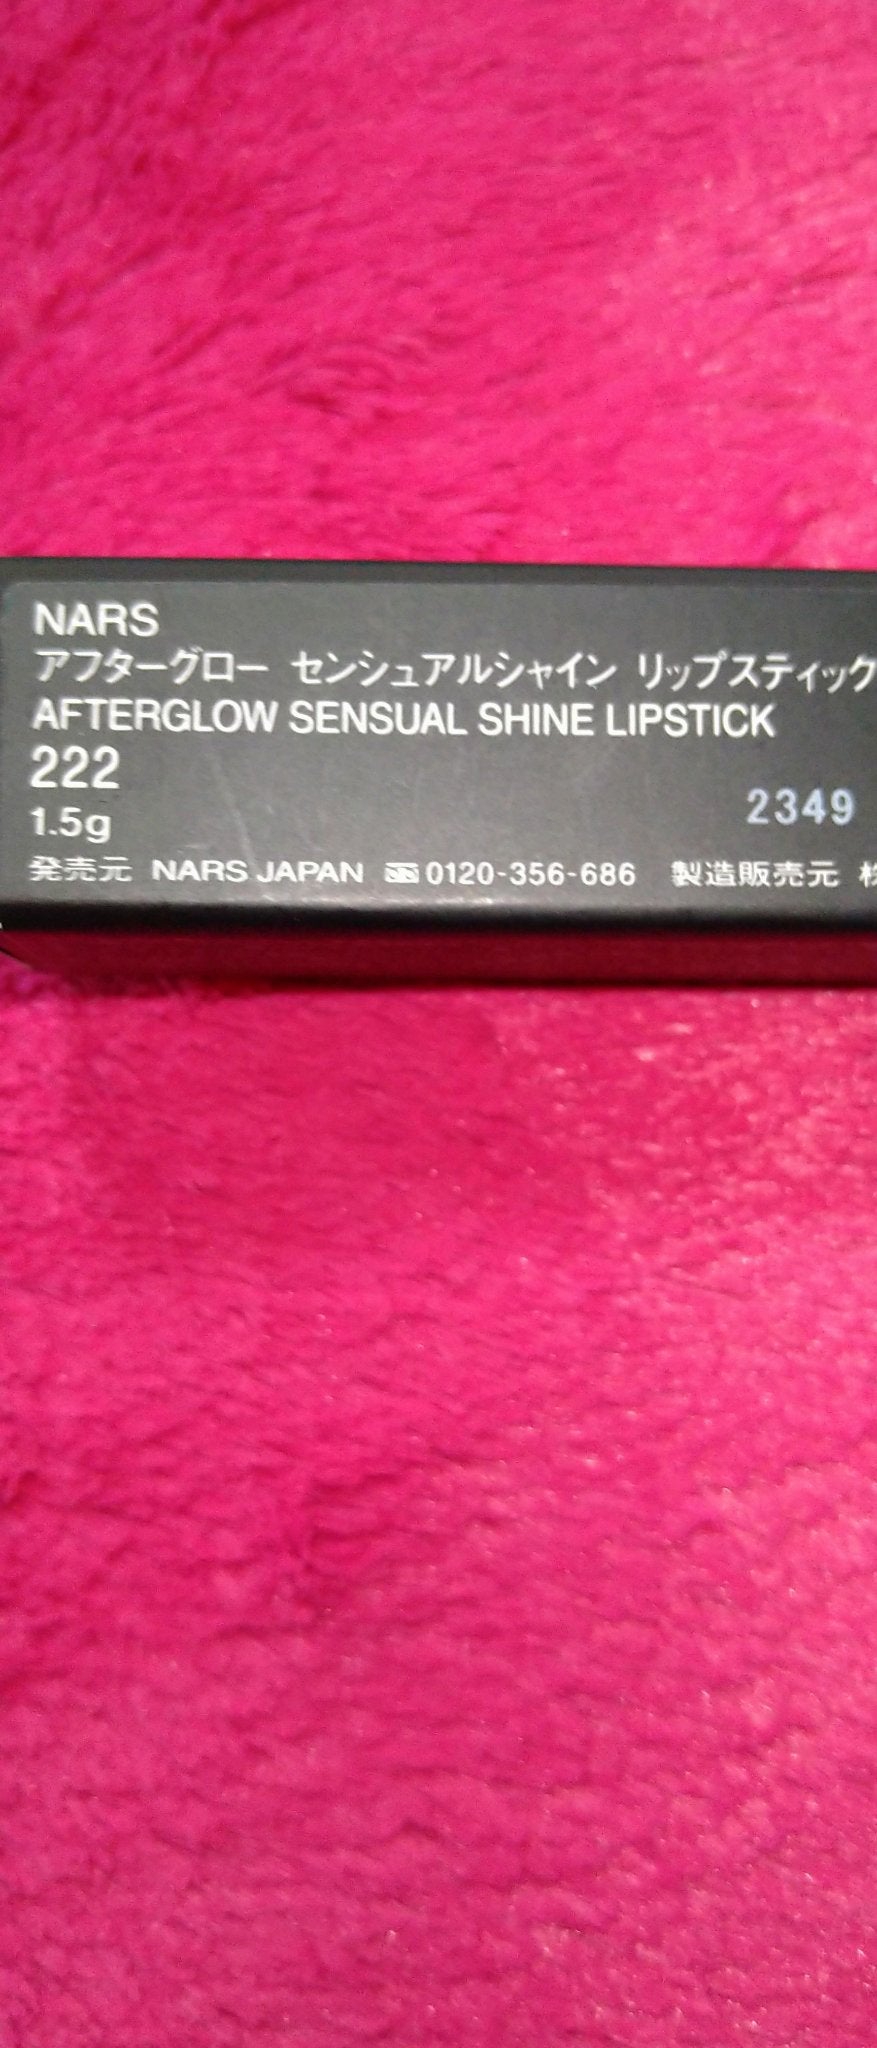 NARS
アフターグロー センシュアルシャイン リップスティック
AFTERGLOW SENSUAL SHINE LIPSTICK
222
2349
1.5g
発売元 NARS JAPAN 0120-356-686 製造販売元